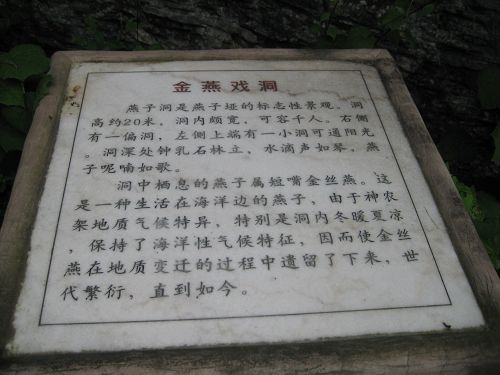 金燕戏洞
燕子洞是燕子垭的标志性景观。洞
高约20米，洞内颇宽，可容千人。右侧
有一偏洞，左侧上端有一小洞可通阳光
。洞深处钟乳石林立，水滴声如琴，燕
子呢喃如歌。
洞中栖息的燕子属短嘴金丝燕。这
是一种生活在海洋边的燕子，由于神农
架地质气候特异，特别是洞内冬暖夏凉
，保持了海洋性气候特征，因而使金丝
燕在地质变迁的过程中遗留了下来，世
代繁衍，直到如今。